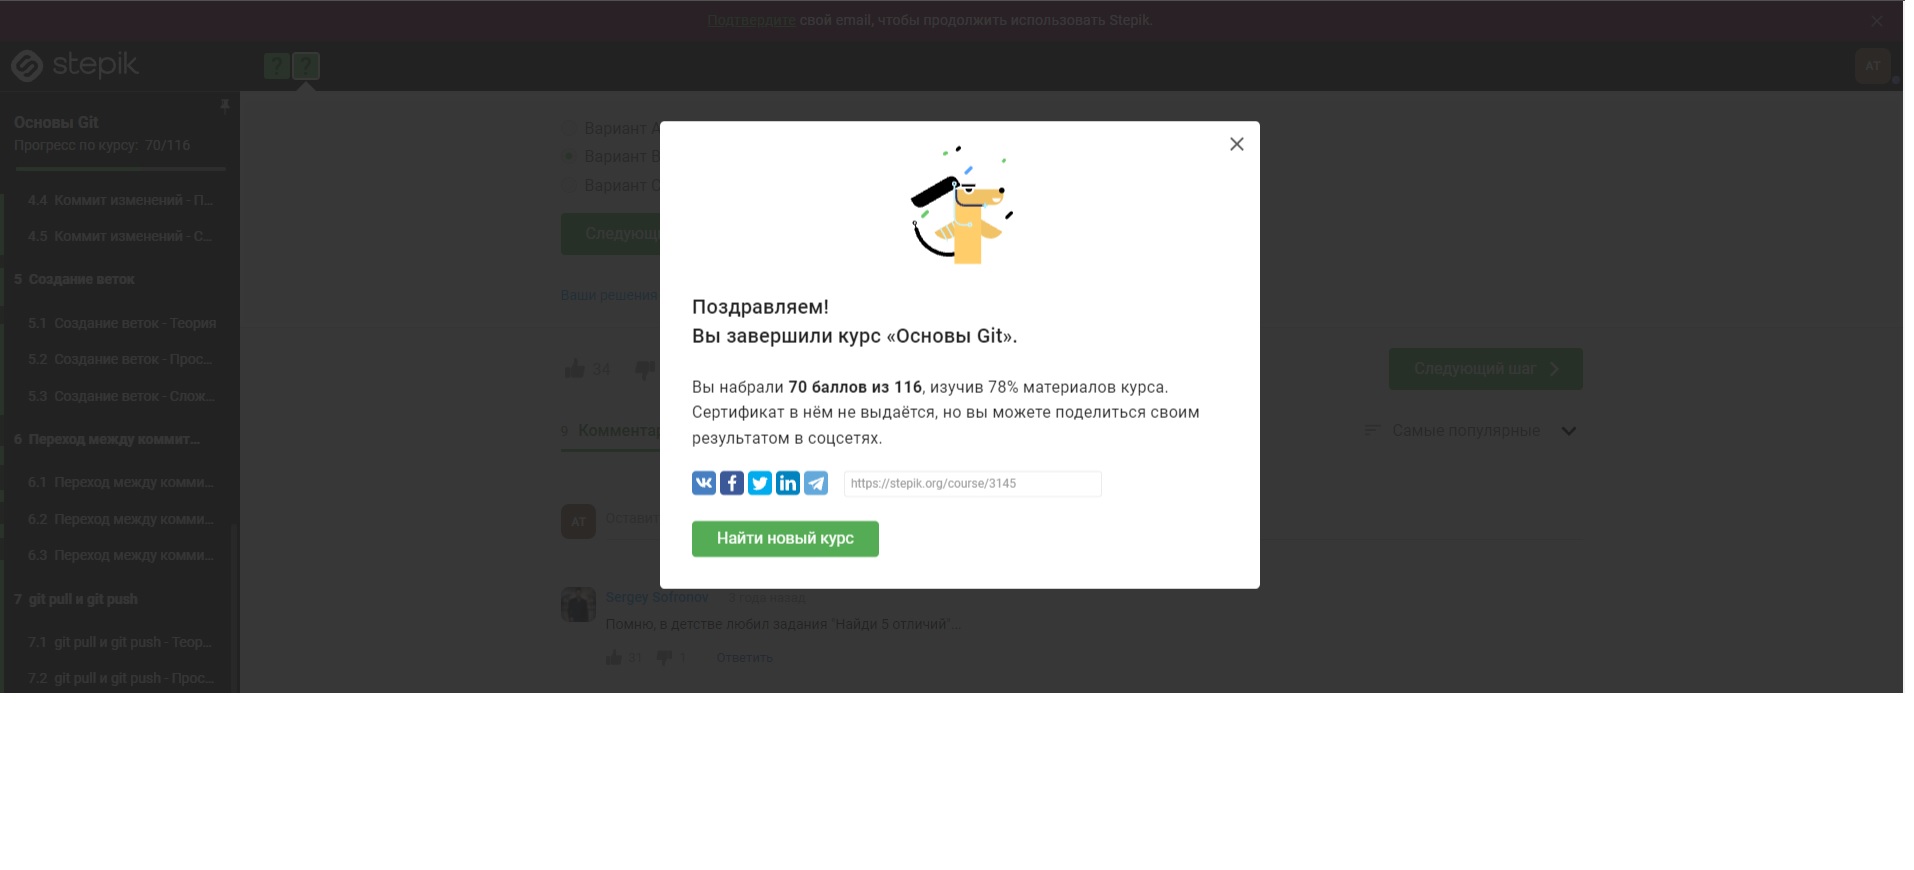 Подтвердите свой email, чтобы продолжить использовать Stepik.
stepik
? ?
AT
Основы Git
Прогресс по курсу: 70/116
4.4 Коммит изменений - П...
4.5 Коммит изменений - С...
5 Создание веток
5.1 Создание веток - Теория
5.2 Создание веток - Прос...
5.3 Создание веток - Слож...
6 Переход между коммит...
6.1 Переход между комми...
6.2 Переход между комми...
6.3 Переход между комми...
7 git pull и git push
7.1 git pull и git push - Теор...
7.2 git pull и git push - Прос...
Вариант A
Вариант B
Вариант C
Следующ
Ваши решения
34
Следующий шаг
9 Комментар
Самые популярные
AT
Оставит
Поздравляем!
Вы завершили курс «Основы Git».
Вы набрали 70 баллов из 116, изучив 78% материалов курса.
Сертификат в нём не выдаётся, но вы можете поделиться своим
результатом в соцсетях.
https://stepik.org/course/3145
Найти новый курс
Sergey Sofronov 3 года назад
Помню, в детстве любил задания "Найди 5 отличий"...
31 1 Ответить